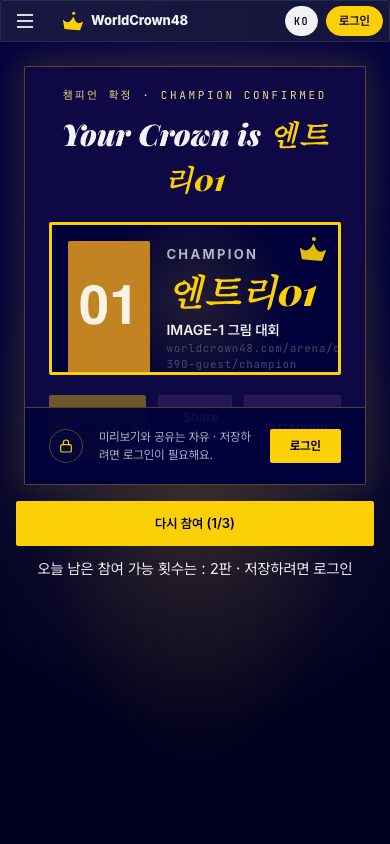 WorldCrown48
KO
로그인
챔피언 확정 · CHAMPION CONFIRMED
Your Crown is 엔트
리01
01
CHAMPION
엔트리01
IMAGE-1 그림 대회
worldcrown48.com/arena/c
390-guest/champion
Share
Instagram
미리보기와 공유는 자유 · 저장하
려면 로그인이 필요해요.
로그인
다시 참여 (1/3)
오늘 남은 참여 가능 횟수는 : 2판 · 저장하려면 로그인